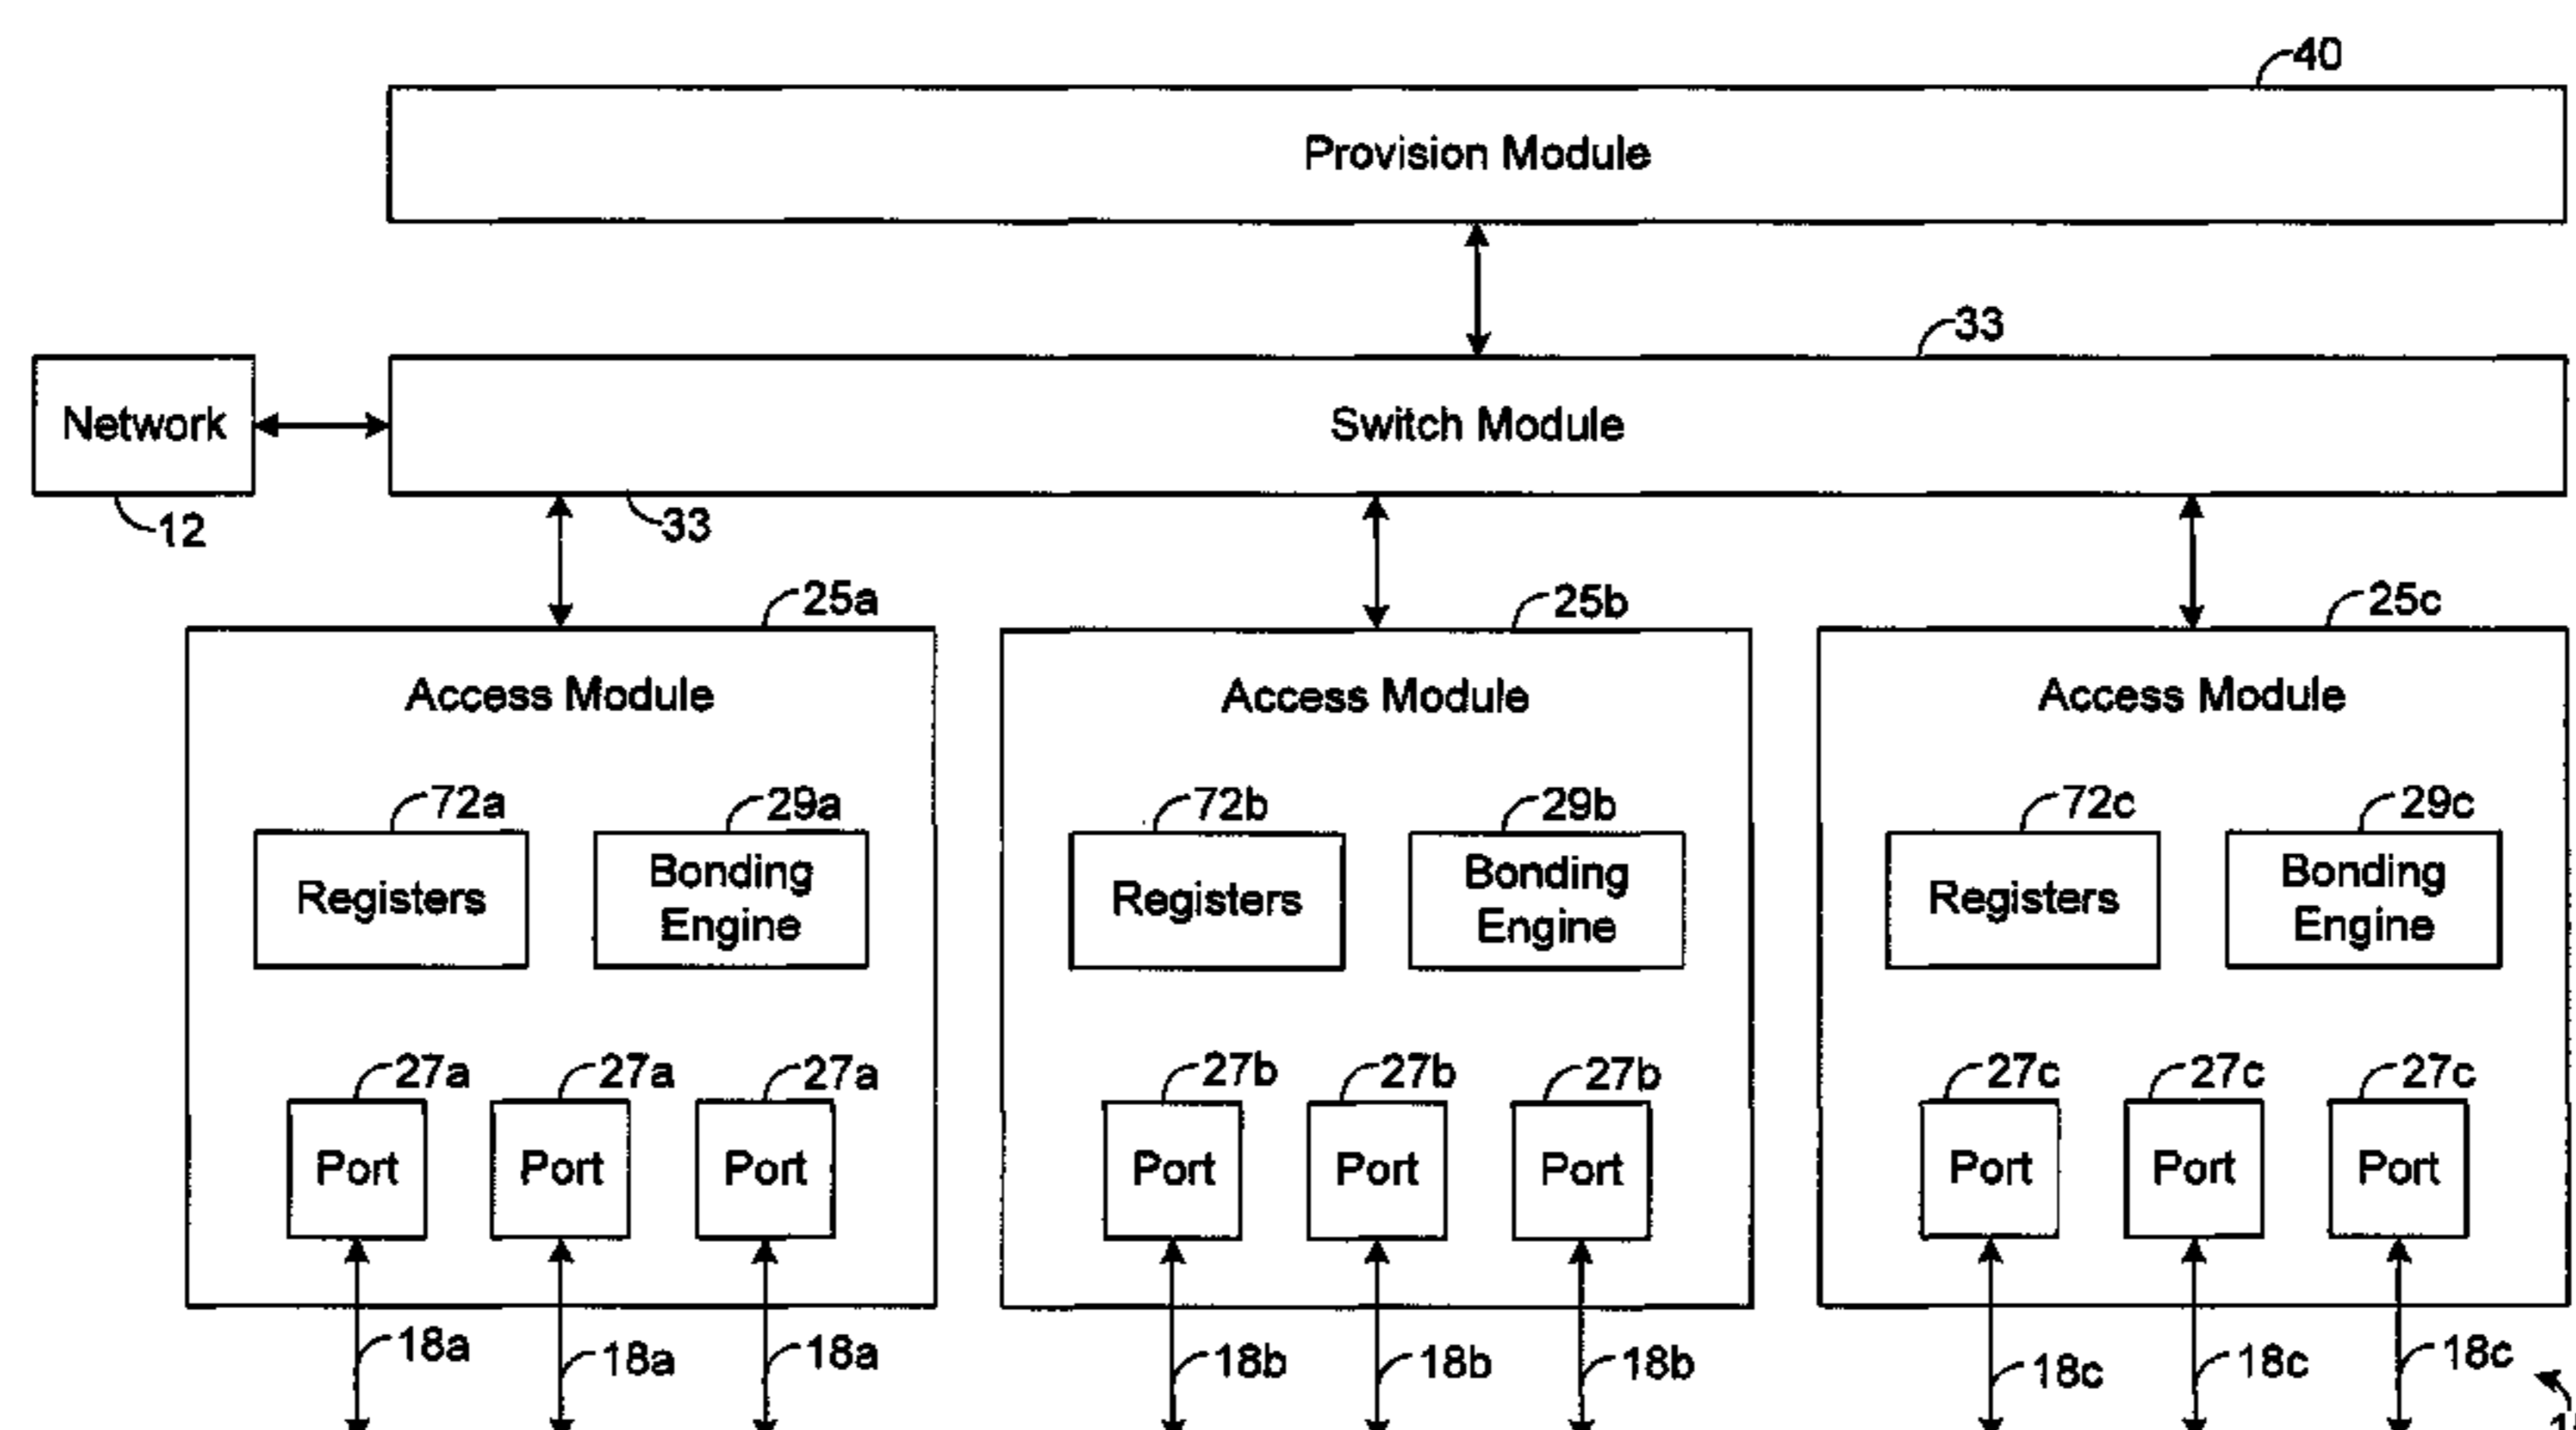 40
Provision Module
33
Network
Switch Module
12
33
25a
25b
25c
Access Module
Access Module
Access Module
72a
29a
72b
29b
72c
29c
Registers
Bonding
Engine
Registers
Bonding
Engine
Registers
Bonding
Engine
27a
27a
27a
27b
27b
27b
27c
27c
27c
Port
Port
Port
Port
Port
Port
Port
Port
Port
18a
18a
18a
18b
18b
18b
18c
18c
18c